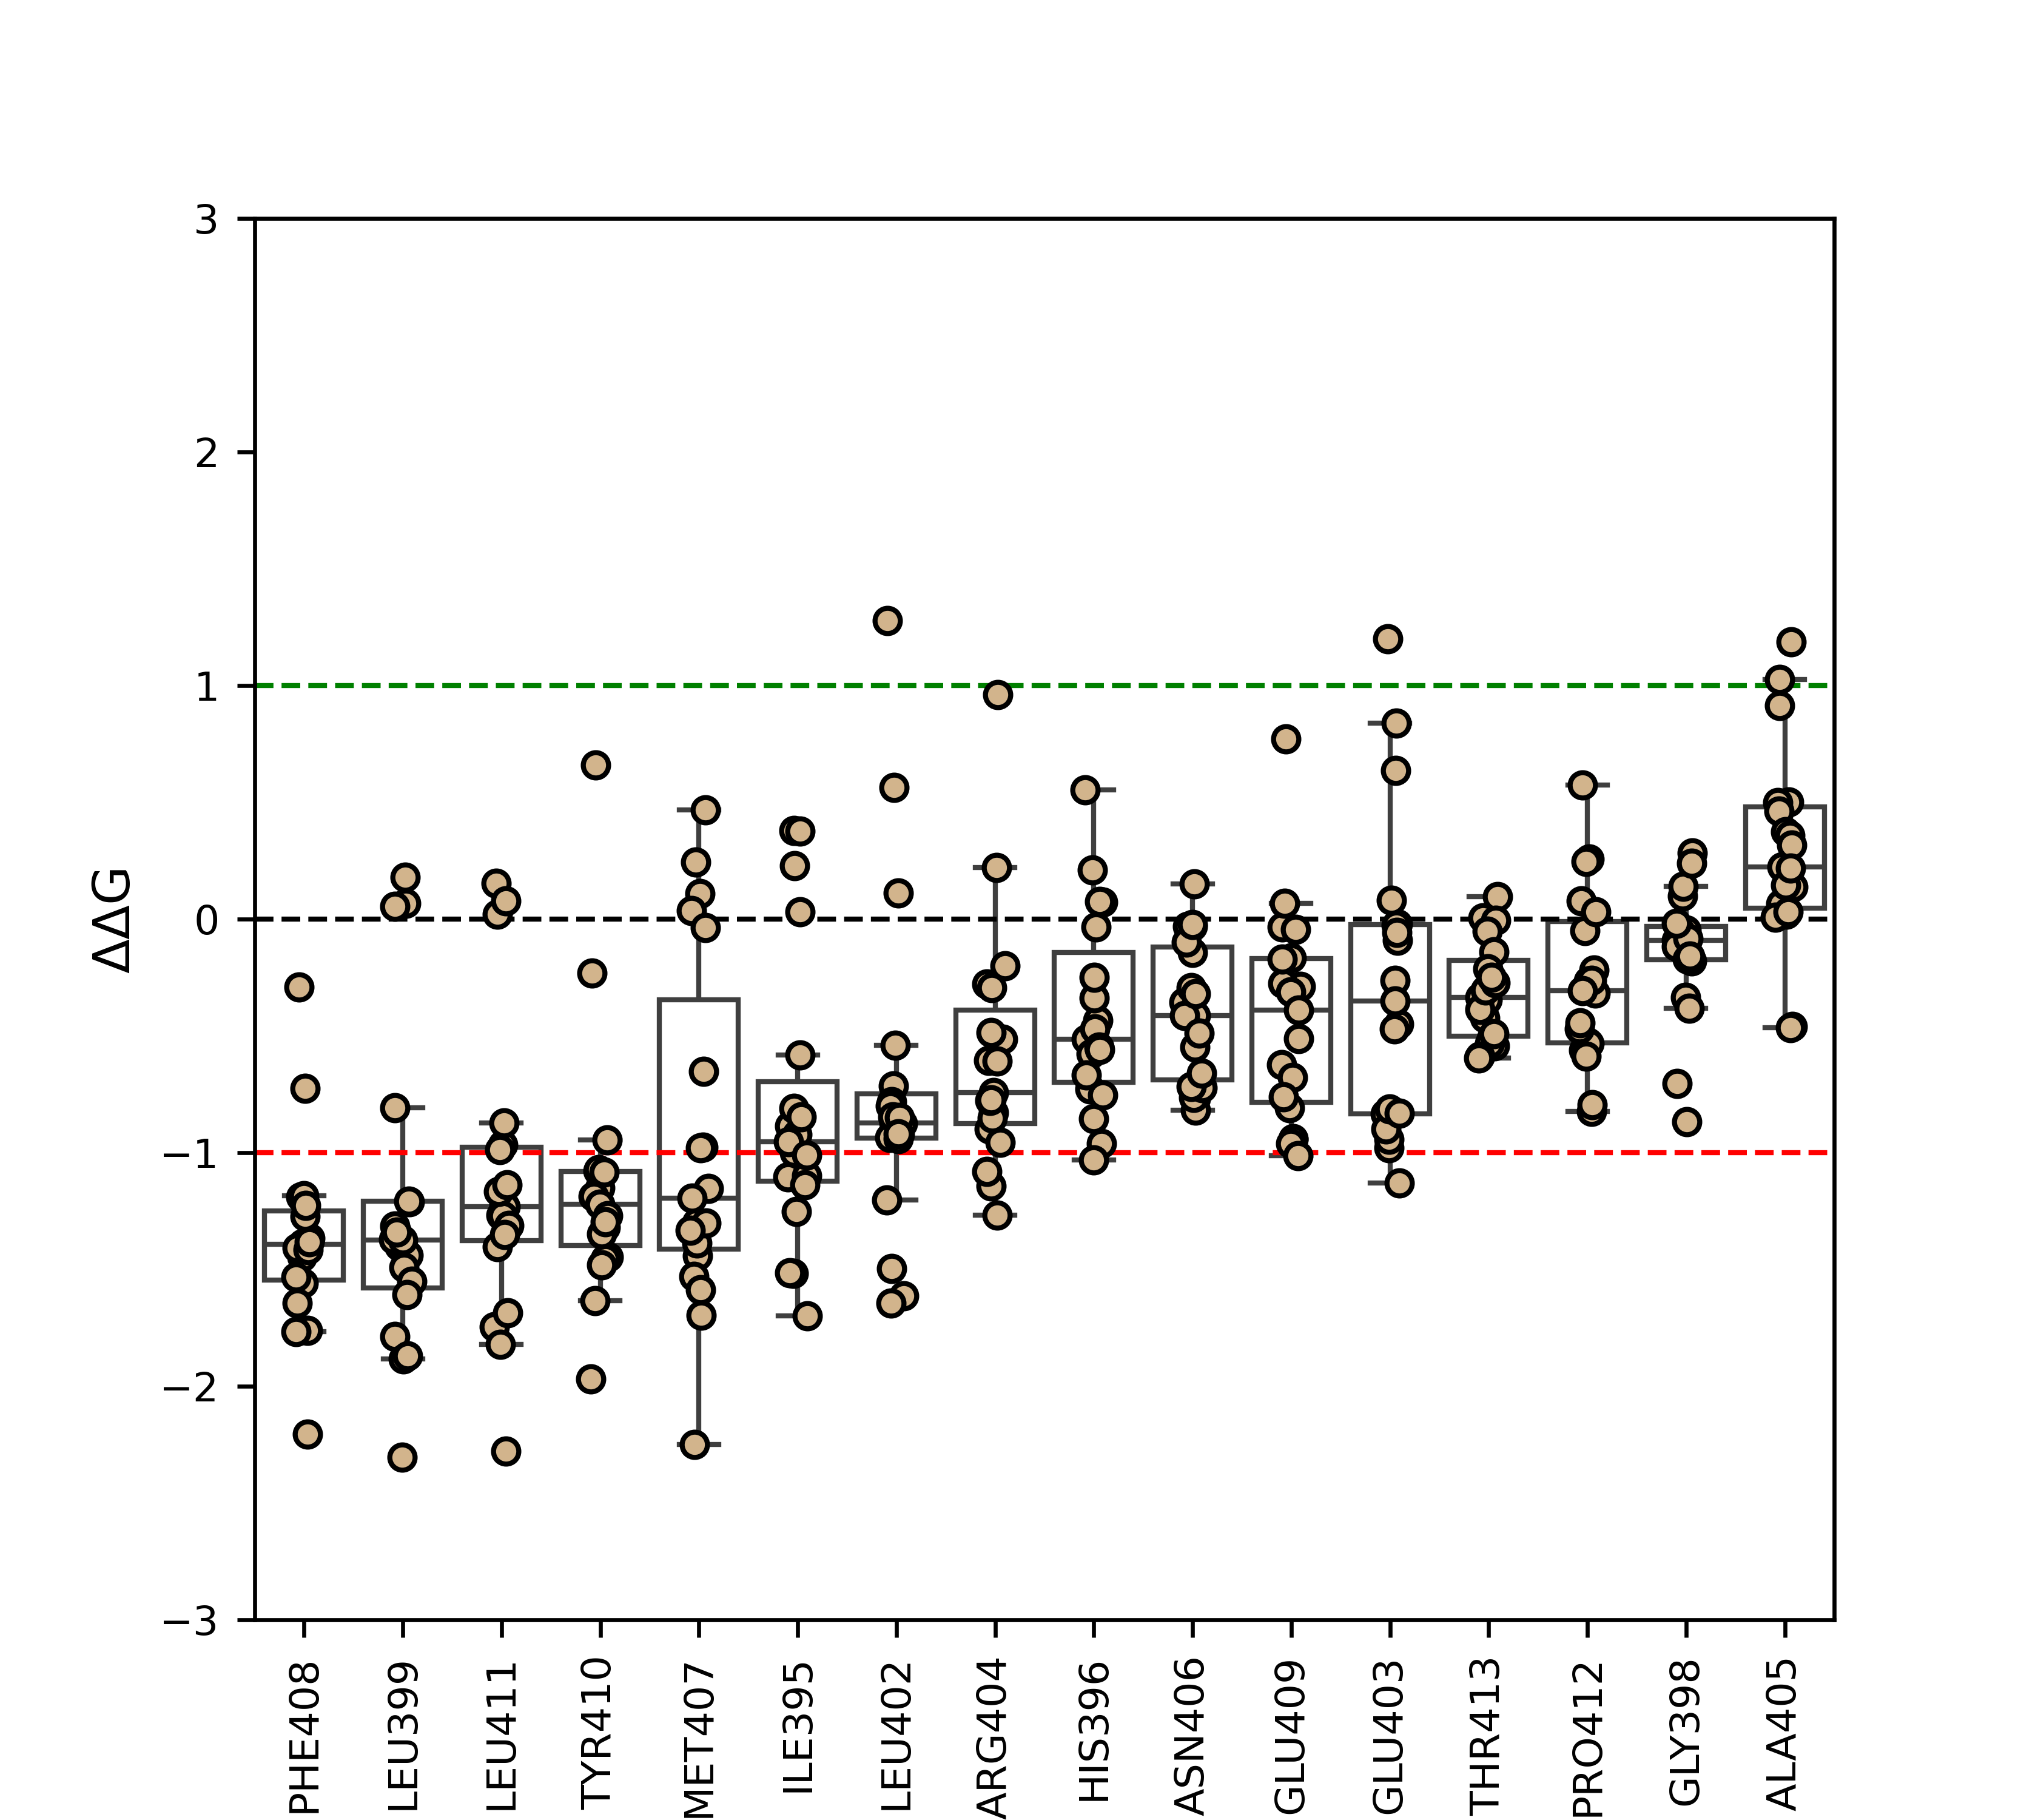 3
2
1
0
−1
−2
−3
ΔΔG
PHE408
LEU399
LEU411
TYR410
MET407
ILE395
LEU402
ARG404
HIS396
ASN406
GLU409
GLU403
THR413
PRO412
GLY398
ALA405